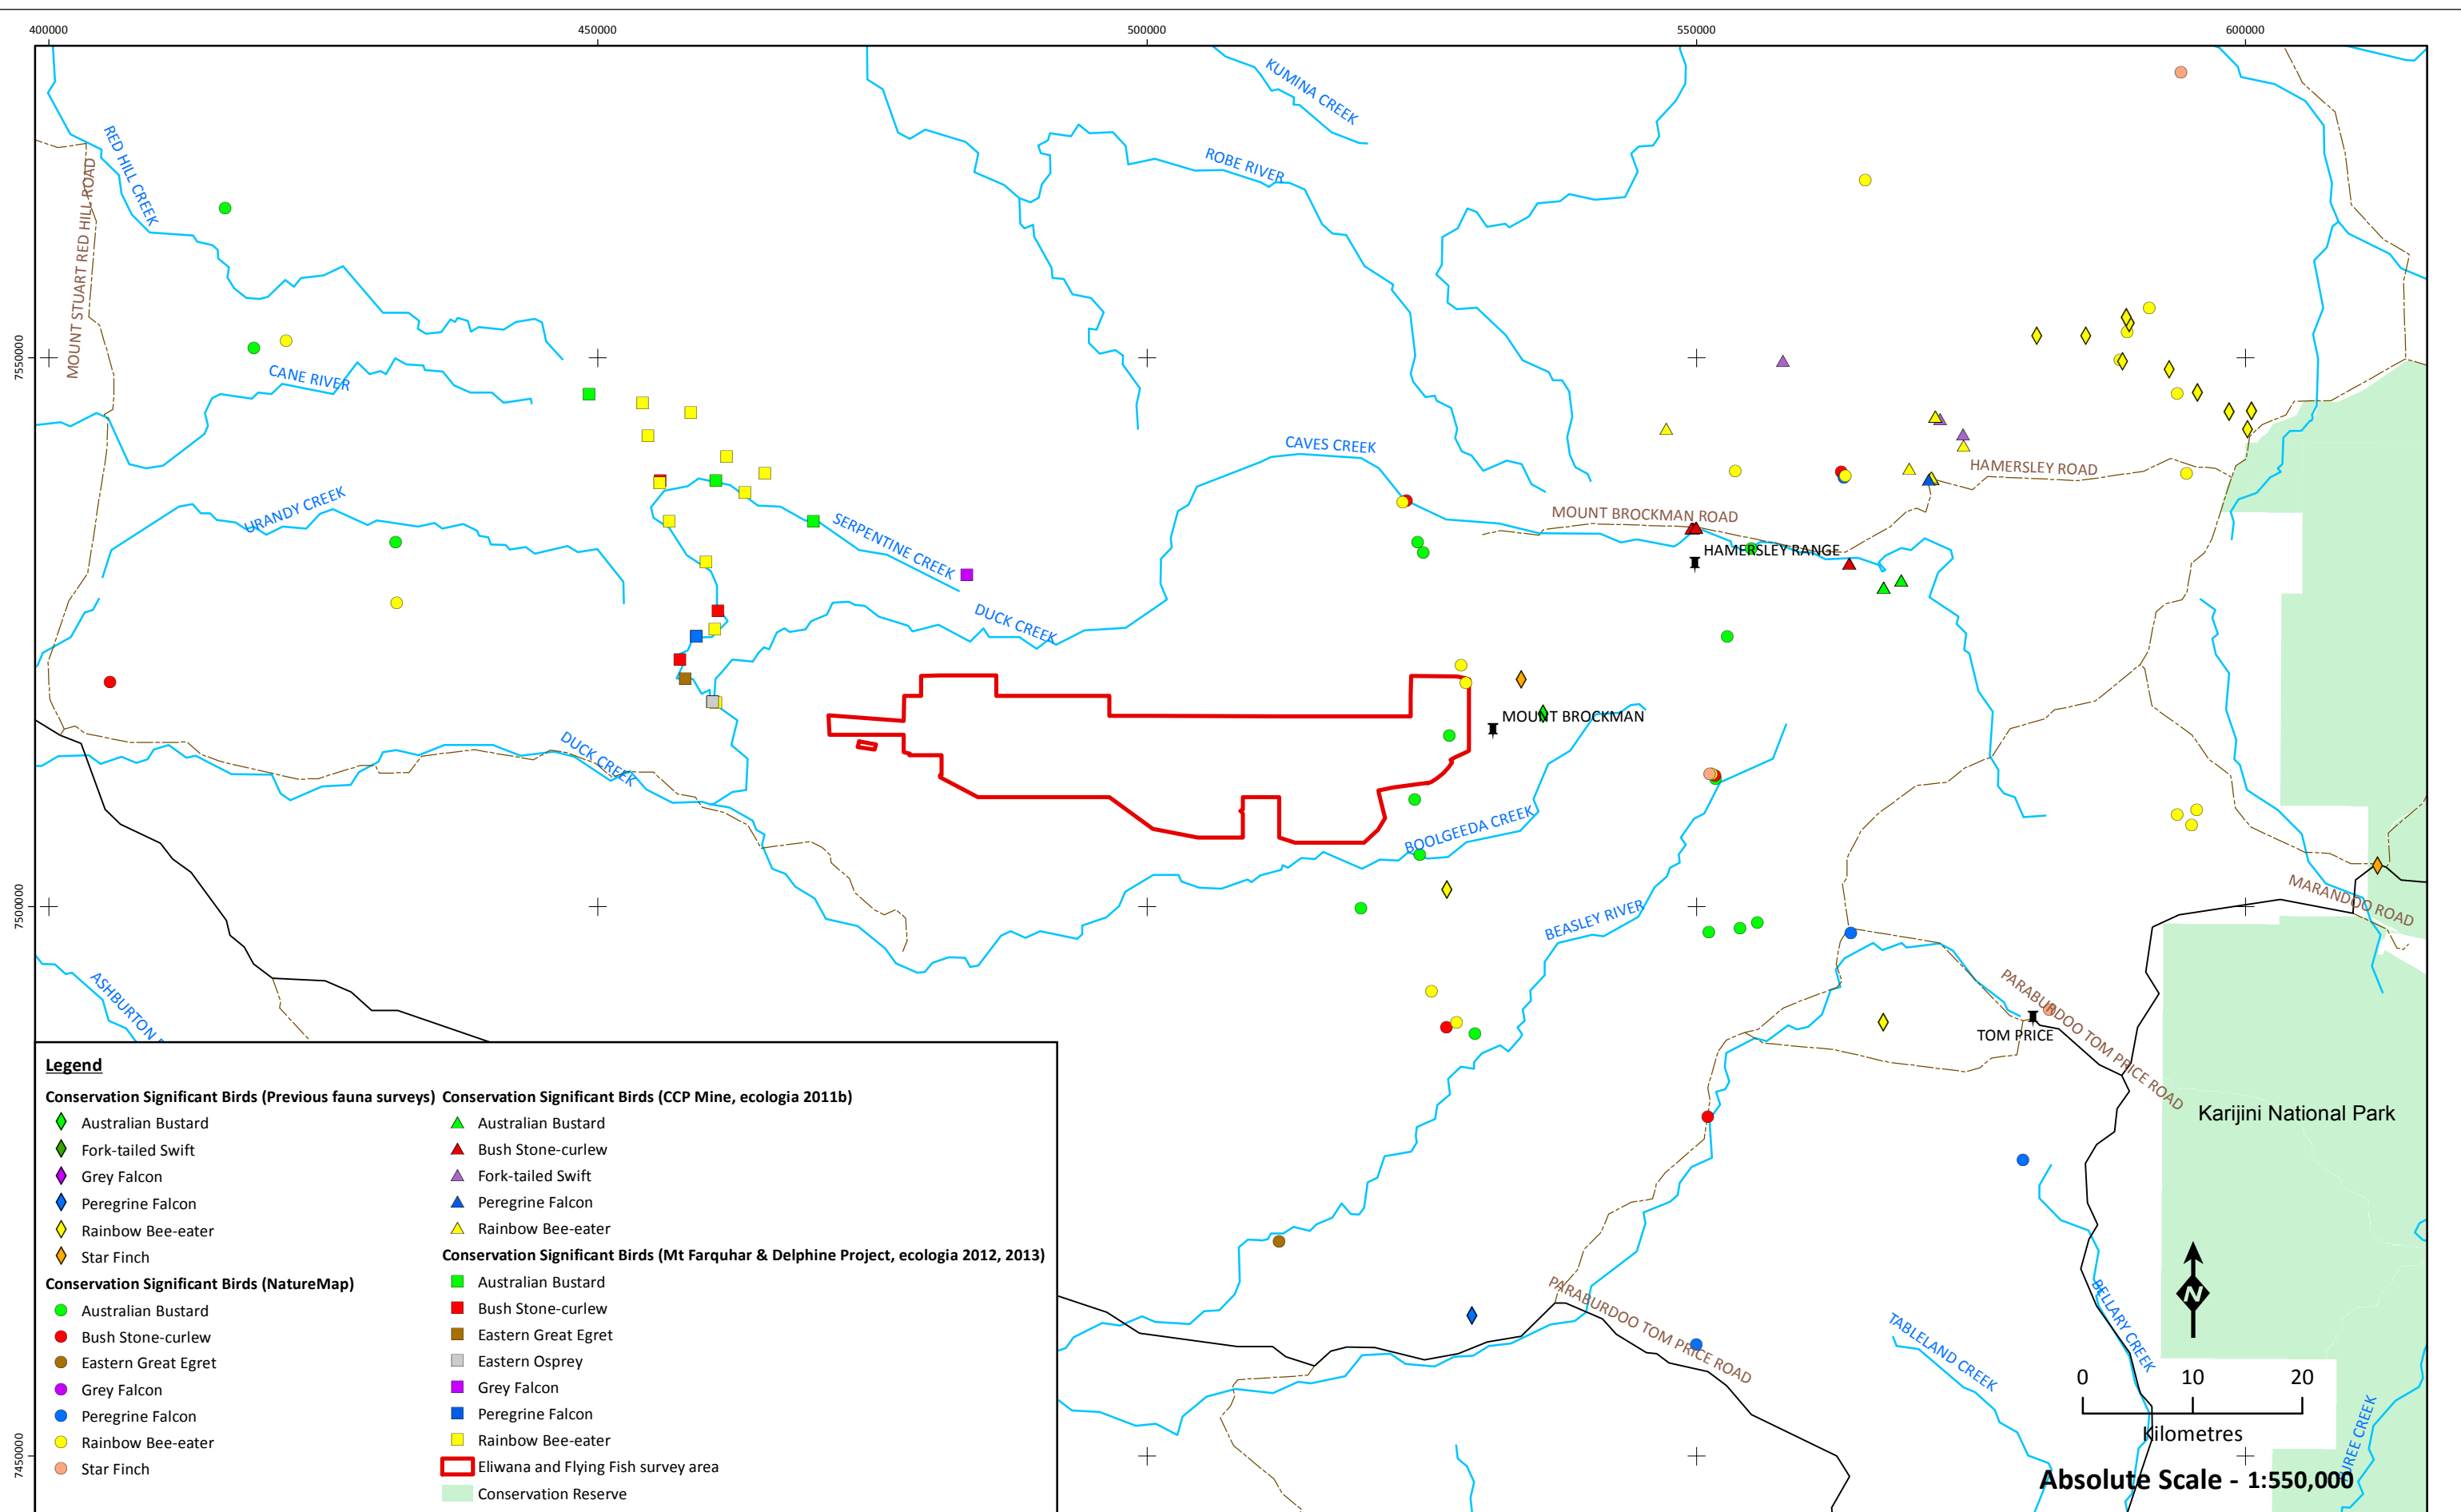 400000
450000
500000
550000
600000
KUMINA CREEK
RED HILL CREEK
ROBE RIVER
MOUNT STUART RED HILL ROAD
7550000
CANE RIVER
CAVES CREEK
HAMERSLEY ROAD
URANDY CREEK
SERPENTINE CREEK
MOUNT BROCKMAN ROAD
HAMERSLEY RANGE
DUCK CREEK
MOUNT BROCKMAN
DUCK CREEK
BOOLGEEDA CREEK
7500000
MARANDOO ROAD
BEASLEY RIVER
ASHBURTON
PARABURDOO TOM PRICE ROAD
TOM PRICE
Karijini National Park
PARABURDOO TOM PRICE ROAD
TABLELAND CREEK
BELLARY CREEK
7450000
N
0 10 20
Kilometres
Absolute Scale - 1:550,000
Legend
Conservation Significant Birds (Previous fauna surveys)
Australian Bustard
Fork-tailed Swift
Grey Falcon
Peregrine Falcon
Rainbow Bee-eater
Star Finch
Conservation Significant Birds (NatureMap)
Australian Bustard
Bush Stone-curlew
Eastern Great Egret
Grey Falcon
Peregrine Falcon
Rainbow Bee-eater
Star Finch
Conservation Significant Birds (CCP Mine, ecologia 2011b)
Australian Bustard
Bush Stone-curlew
Fork-tailed Swift
Peregrine Falcon
Rainbow Bee-eater
Conservation Significant Birds (Mt Farquhar & Delphine Project, ecologia 2012, 2013)
Australian Bustard
Bush Stone-curlew
Eastern Great Egret
Eastern Osprey
Grey Falcon
Peregrine Falcon
Rainbow Bee-eater
Eliwana and Flying Fish survey area
Conservation Reserve